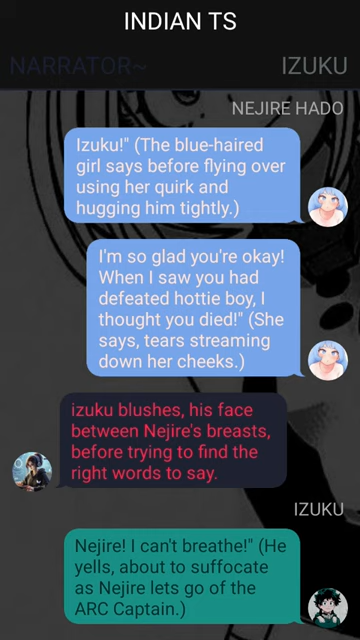 INDIAN TS
NARRATOR~
IZUKU
NEJIRE HADO
Izuku!" (The blue-haired
girl says before flying over
using her quirk and
hugging him tightly.)
I'm so glad you're okay!
When I saw you had
defeated hottie boy, I
thought you died!" (She
says, tears streaming
down her cheeks.)
izuku blushes, his face
between Nejire's breasts,
before trying to find the
right words to say.
IZUKU
Nejire! I can't breathe!" (He
yells, about to suffocate
as Nejire lets go of the
ARC Captain.)